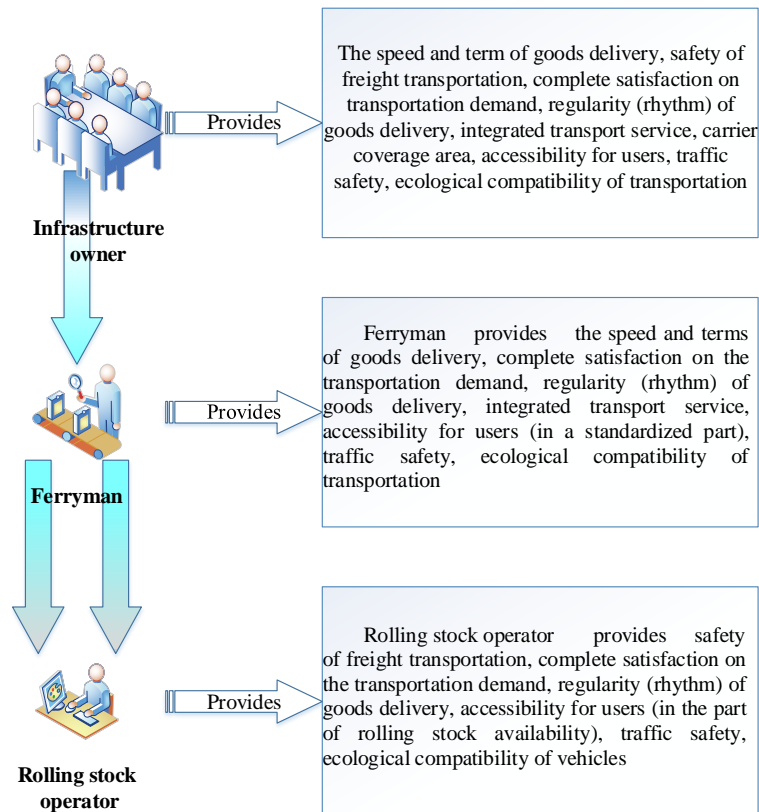 The speed and term of goods delivery, safety of
freight transportation, complete satisfaction on
transportation demand, regularity (rhythm) of
goods delivery, integrated transport service, carrier
coverage area, accessibility for users, traffic
safety, ecological compatibility of transportation
Provides
Infrastructure
owner
Ferryman provides the speed and terms
of goods delivery, complete satisfaction on the
transportation demand, regularity (rhythm) of
goods delivery, integrated transport service,
accessibility for users (in a standardized part),
traffic safety, ecological compatibility of
transportation
Provides
Ferryman
Rolling stock operator provides safety
of freight transportation, complete satisfaction on
the transportation demand, regularity (rhythm) of
goods delivery, accessibility for users (in the part
of rolling stock availability), traffic safety,
ecological compatibility of vehicles
Provides
Rolling stock
operator